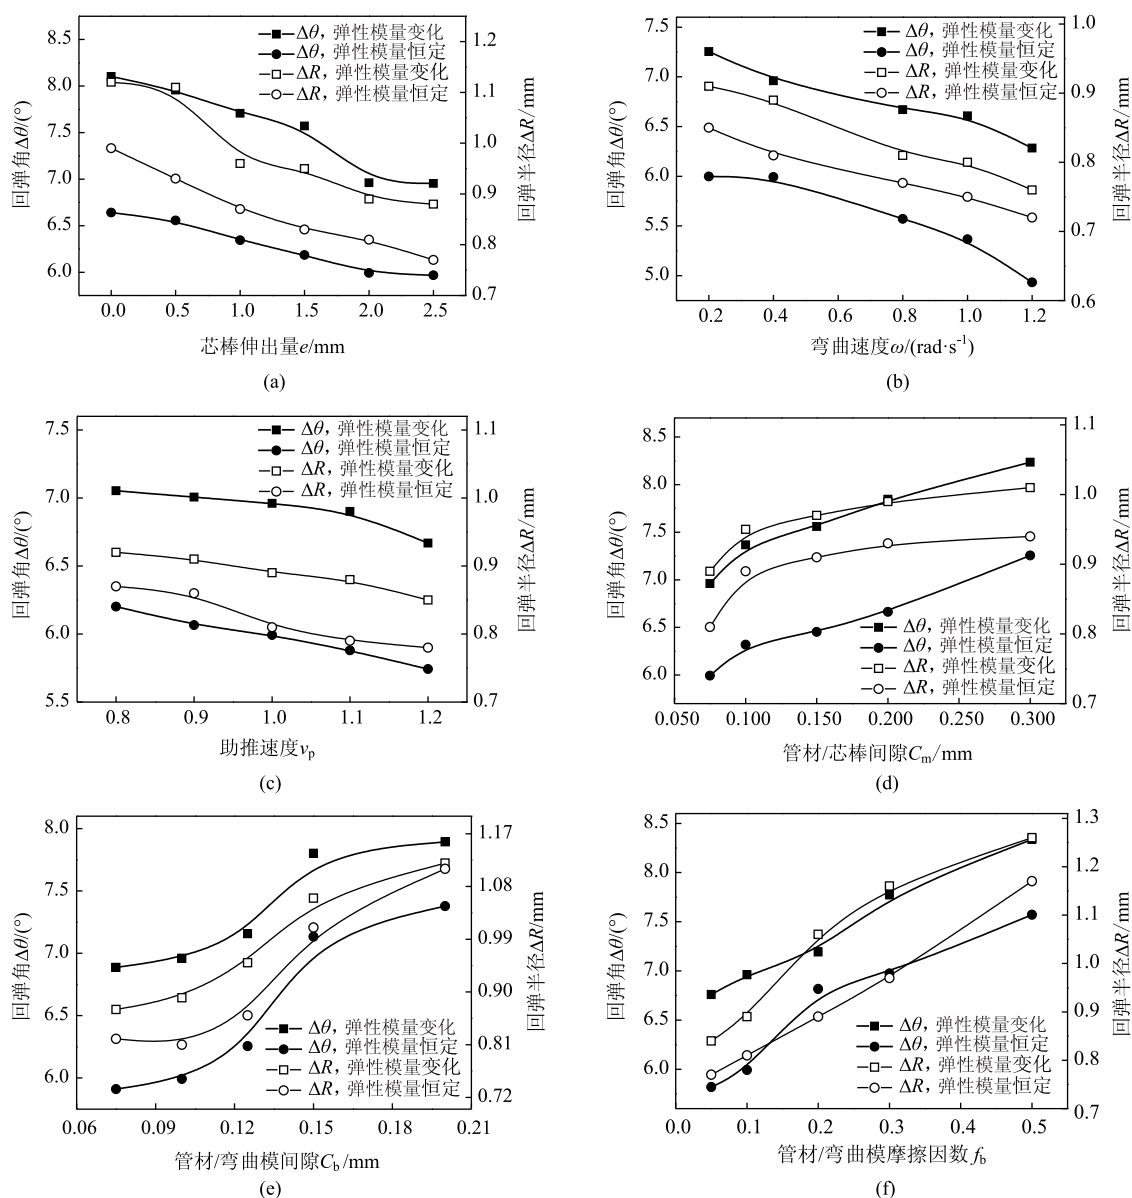 8.5
8.0
7.5
7.0
6.5
6.0
回弹角Δθ/(°)
Δθ，弹性模量变化
Δθ，弹性模量恒定
ΔR，弹性模量变化
ΔR，弹性模量恒定
1.2
1.1
1.0
0.9
0.8
0.7
回弹半径ΔR/mm
0.0 0.5 1.0 1.5 2.0 2.5
芯棒伸出量e/mm
(a)
7.5
7.0
6.5
6.0
5.5
5.0
回弹角Δθ/(°)
Δθ，弹性模量变化
Δθ，弹性模量恒定
ΔR，弹性模量变化
ΔR，弹性模量恒定
1.0
0.9
0.8
0.7
0.6
回弹半径ΔR/mm
0.2 0.4 0.8 1.0 1.2
弯曲速度ω/(rad·s⁻¹)
(b)
7.5
7.0
6.5
6.0
5.5
回弹角Δθ/(°)
Δθ，弹性模量变化
Δθ，弹性模量恒定
ΔR，弹性模量变化
ΔR，弹性模量恒定
1.1
1.0
0.9
0.8
0.7
回弹半径ΔR/mm
0.8 0.9 1.0 1.1 1.2
助推速度vₚ
(c)
8.5
8.0
7.5
7.0
6.5
6.0
回弹角Δθ/(°)
Δθ，弹性模量变化
Δθ，弹性模量恒定
ΔR，弹性模量变化
ΔR，弹性模量恒定
1.1
1.0
0.9
0.8
0.7
回弹半径ΔR/mm
0.050 0.100 0.150 0.200 0.250 0.300
管材/芯棒间隙Cm/mm
(d)
8.0
7.5
7.0
6.5
6.0
回弹角Δθ/(°)
Δθ，弹性模量变化
Δθ，弹性模量恒定
ΔR，弹性模量变化
ΔR，弹性模量恒定
1.17
1.08
0.99
0.90
0.81
0.72
回弹半径ΔR/mm
0.06 0.09 0.12 0.15 0.18 0.21
管材/弯曲模间隙Cb/mm
(e)
8.5
8.0
7.5
7.0
6.5
6.0
回弹角Δθ/(°)
Δθ，弹性模量变化
Δθ，弹性模量恒定
ΔR，弹性模量变化
ΔR，弹性模量恒定
1.3
1.2
1.1
1.0
0.9
0.8
0.7
回弹半径ΔR/mm
0.0 0.1 0.2 0.3 0.4 0.5
管材/弯曲模摩擦因数fb
(f)